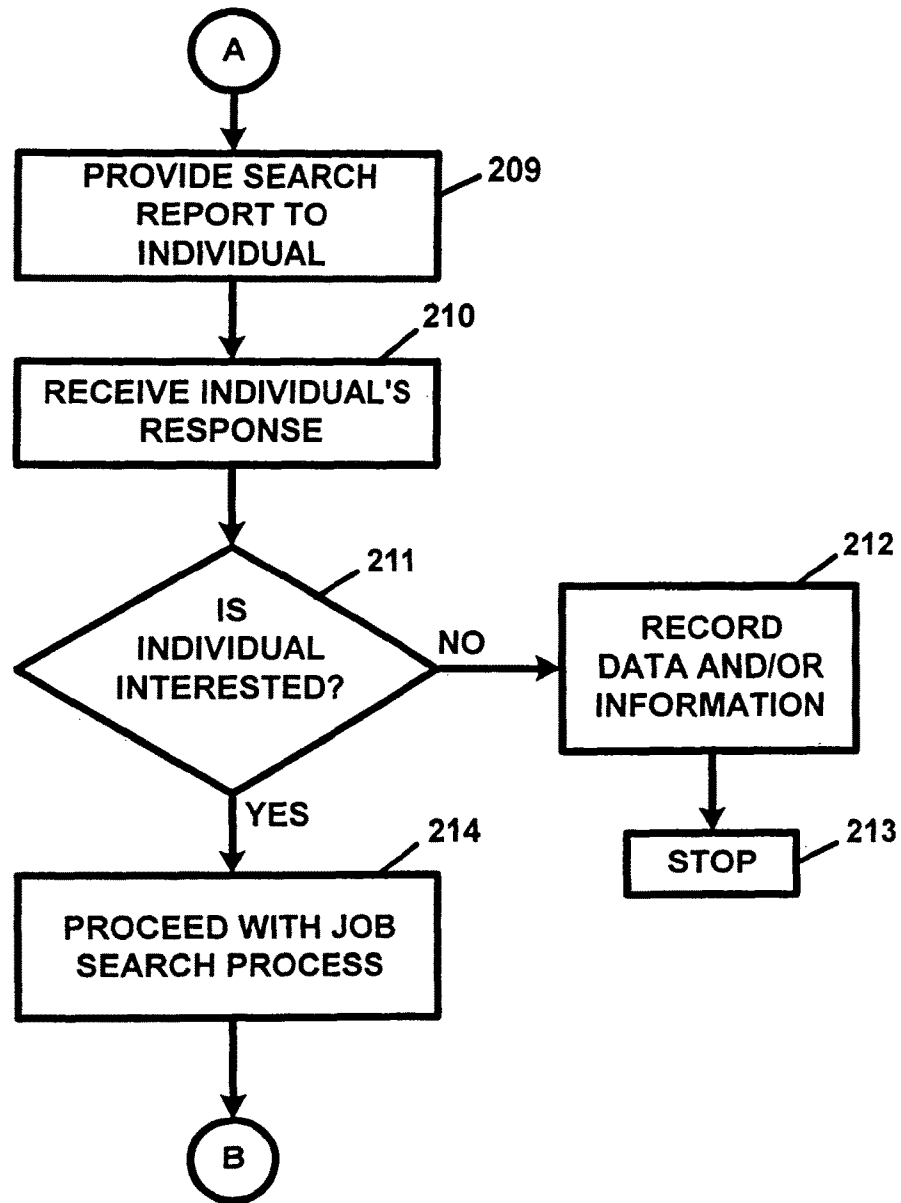 A
PROVIDE SEARCH
REPORT TO
INDIVIDUAL
209
210
RECEIVE INDIVIDUAL'S
RESPONSE
211
IS
INDIVIDUAL
INTERESTED?
NO
212
RECORD
DATA AND/OR
INFORMATION
YES
213
STOP
214
PROCEED WITH JOB
SEARCH PROCESS
B